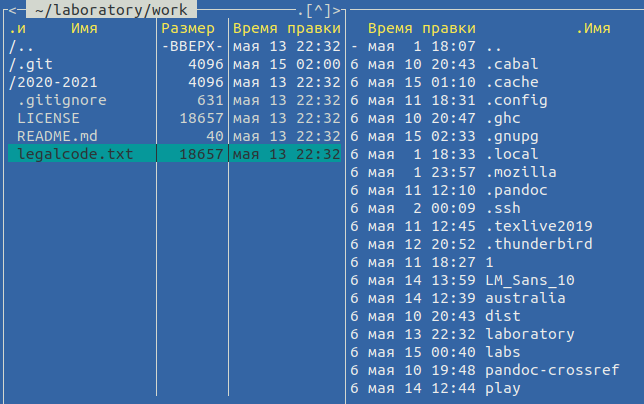 <— ~/laboratory/work .[^]>
.и Имя Размер Время правки
/.. -ВВЕРХ- мая 13 22:32
/.git 4096 мая 15 02:00
/2020-2021 4096 мая 13 22:32
.gitignore 631 мая 13 22:32
LICENSE 18657 мая 13 22:32
README.md 40 мая 13 22:32
legalcode.txt 18657 мая 13 22:32
Время правки .Имя
- мая 1 18:07 ..
6 мая 10 20:43 .cabal
6 мая 15 01:10 .cache
6 мая 11 18:31 .config
6 мая 10 20:47 .ghc
6 мая 15 02:33 .gnupg
6 мая 1 18:33 .local
6 мая 1 23:57 .mozilla
6 мая 11 12:10 .pandoc
6 мая 2 00:09 .ssh
6 мая 11 12:45 .texlive2019
6 мая 12 20:52 .thunderbird
6 мая 11 18:27 1
6 мая 14 13:59 LM_Sans_10
6 мая 14 12:39 australia
6 мая 10 20:43 dist
6 мая 13 22:32 laboratory
6 мая 15 00:40 labs
6 мая 10 19:48 pandoc-crossref
6 мая 14 12:44 play